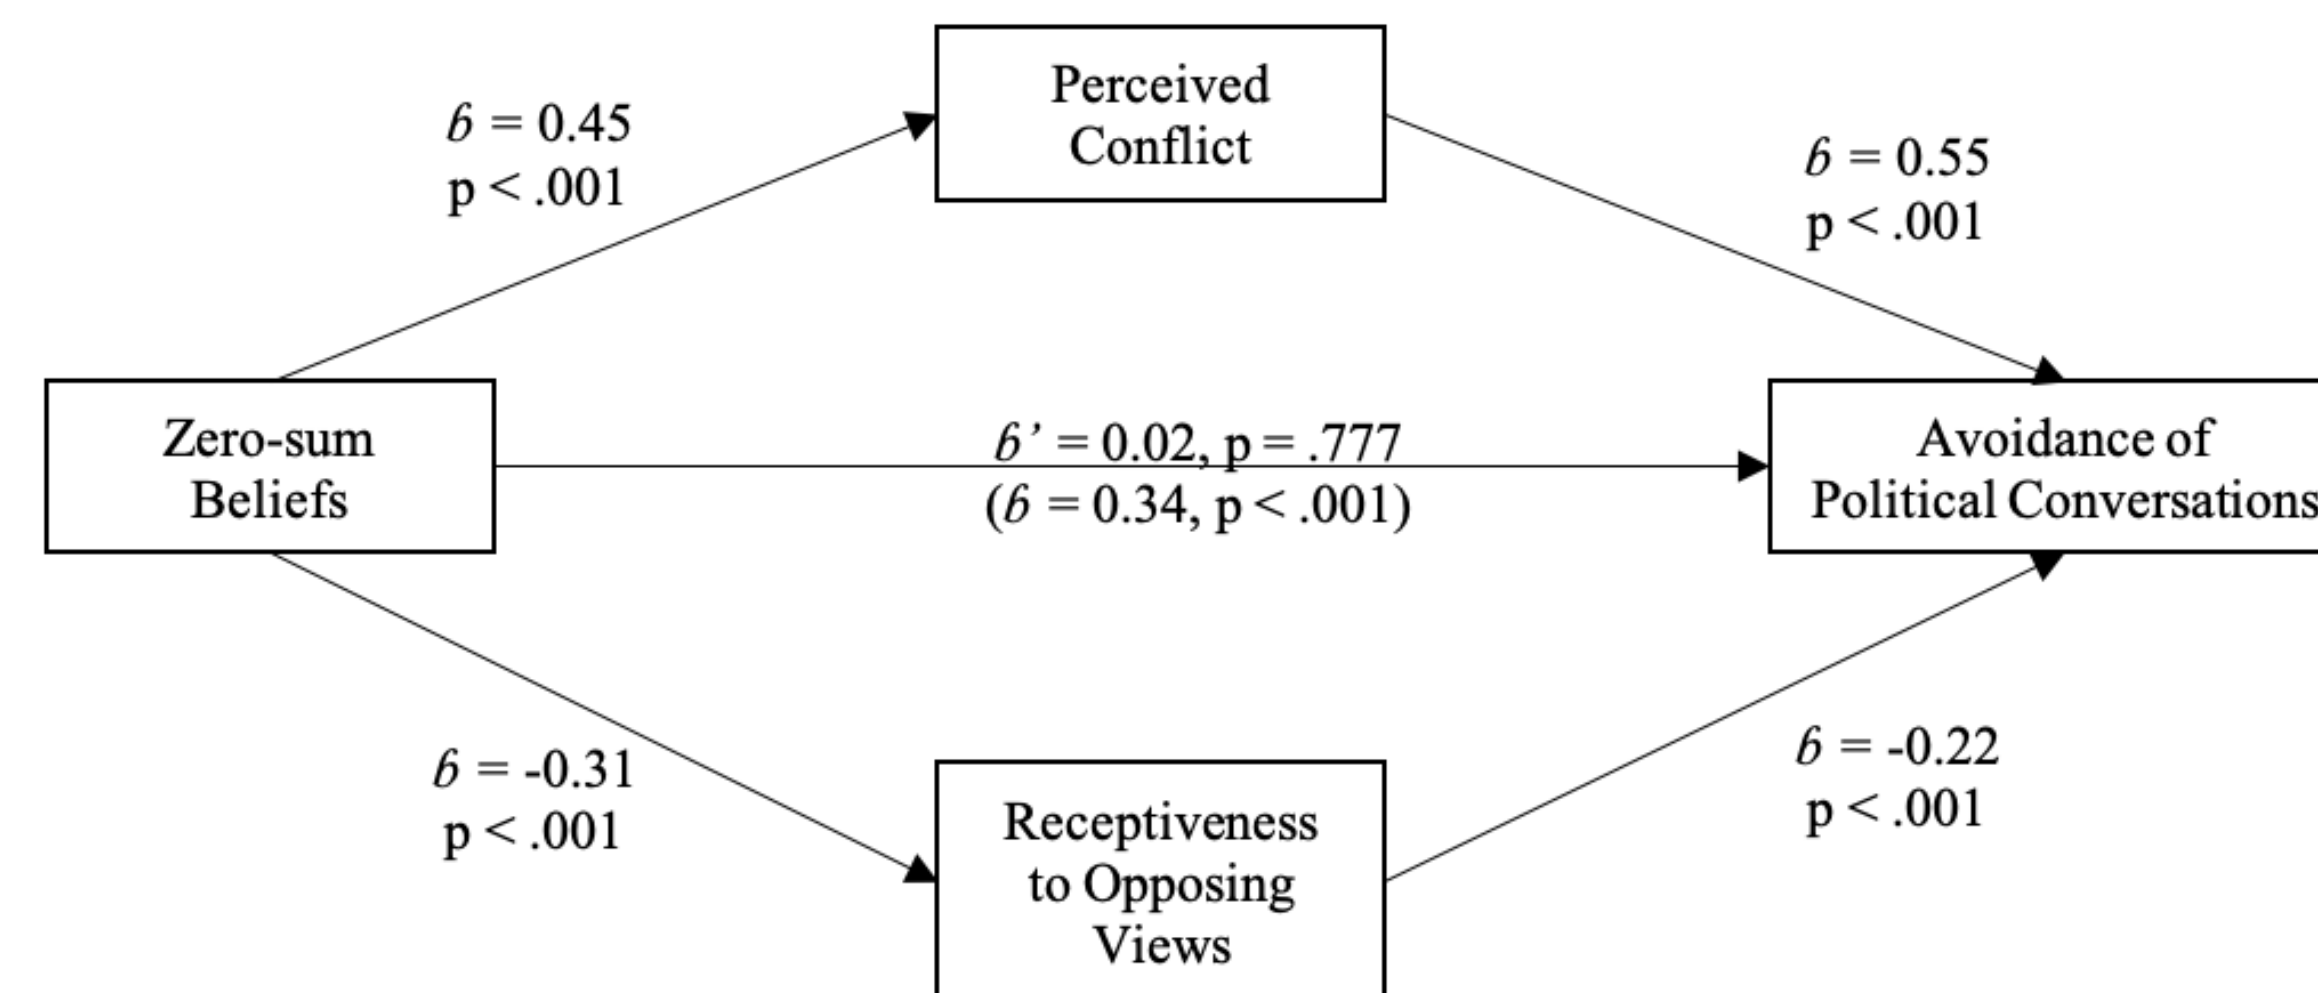 Perceived
Conflict
ϐ = 0.45
p < .001
ϐ = 0.55
p < .001
Zero-sum
Beliefs
ϐ’ = 0.02, p = .777
(ϐ = 0.34, p < .001)
Avoidance of
Political Conversations
ϐ = -0.31
p < .001
ϐ = -0.22
p < .001
Receptiveness
to Opposing
Views